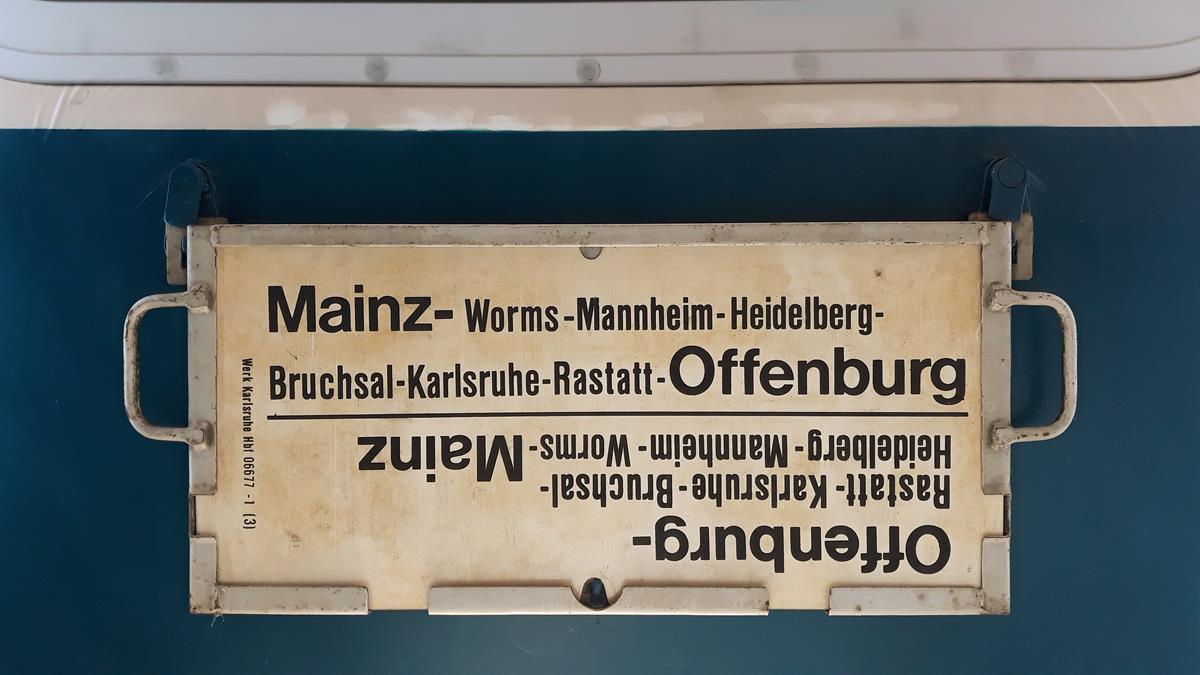 Mainz- Worms-Mannheim-Heidelberg-
Bruchsal-Karlsruhe-Rastatt-Offenburg
Offenburg-
Rastatt-Karlsruhe-Bruchsal-
Heidelberg-Mannheim-Worms-Mainz
Werk Karlsruhe Hbf 06677 -1 (3)